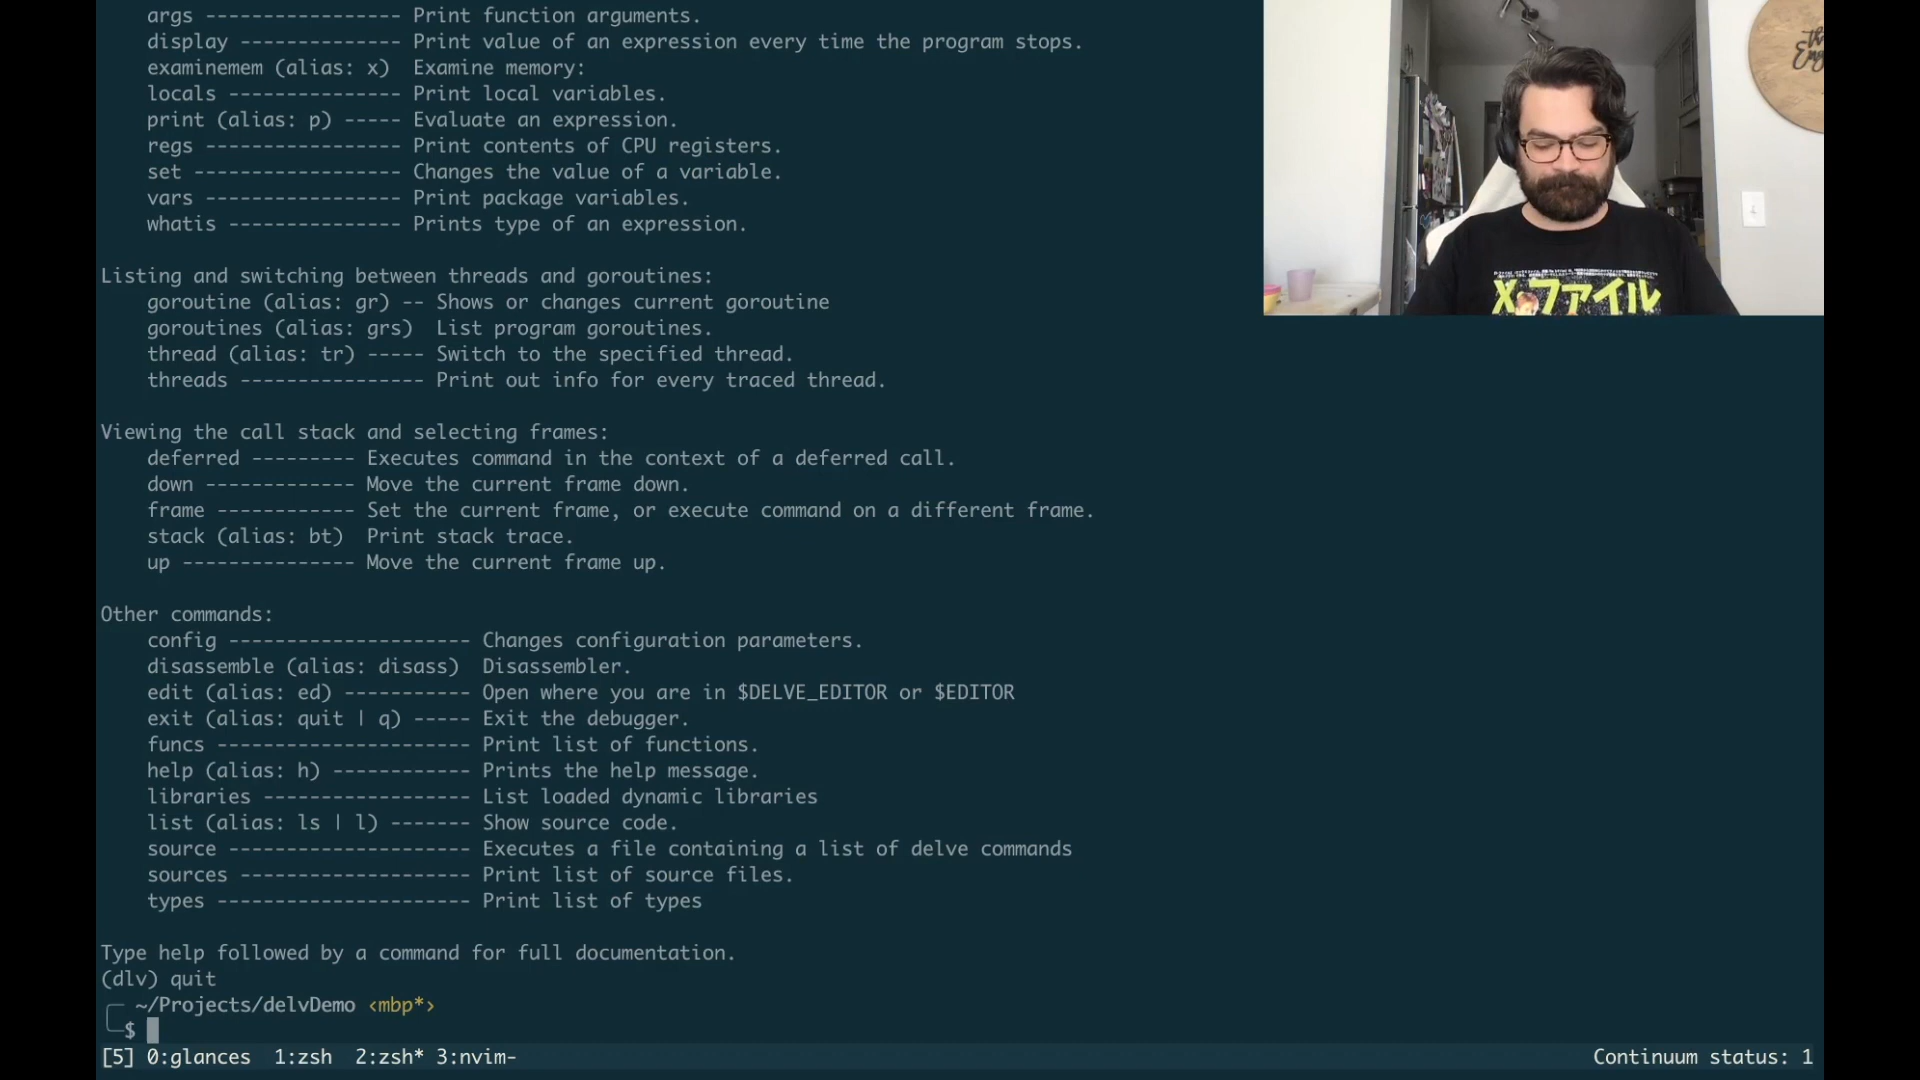 args ----------------- Print function arguments.
display -------------- Print value of an expression every time the program stops.
examinemem (alias: x)  Examine memory:
locals --------------- Print local variables.
print (alias: p) ----- Evaluate an expression.
regs ----------------- Print contents of CPU registers.
set ------------------ Changes the value of a variable.
vars ----------------- Print package variables.
whatis --------------- Prints type of an expression.
Listing and switching between threads and goroutines:
goroutine (alias: gr) -- Shows or changes current goroutine
goroutines (alias: grs)  List program goroutines.
thread (alias: tr) ----- Switch to the specified thread.
threads ---------------- Print out info for every traced thread.
Viewing the call stack and selecting frames:
deferred --------- Executes command in the context of a deferred call.
down ------------- Move the current frame down.
frame ------------ Set the current frame, or execute command on a different frame.
stack (alias: bt)  Print stack trace.
up --------------- Move the current frame up.
Other commands:
config --------------------- Changes configuration parameters.
disassemble (alias: disass)  Disassembler.
edit (alias: ed) ----------- Open where you are in $DELVE_EDITOR or $EDITOR
exit (alias: quit | q) ----- Exit the debugger.
funcs ---------------------- Print list of functions.
help (alias: h) ------------ Prints the help message.
libraries ------------------ List loaded dynamic libraries
list (alias: ls | l) ------- Show source code.
source --------------------- Executes a file containing a list of delve commands
sources -------------------- Print list of source files.
types ---------------------- Print list of types
Type help followed by a command for full documentation.
(dlv) quit
~/Projects/delvDemo <mbp*>
$
[5] 0:glances  1:zsh  2:zsh* 3:nvim-
Continuum status: 1
Xファイル